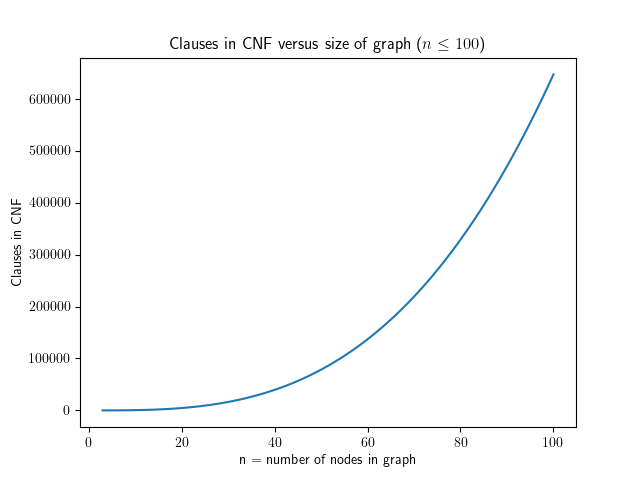 Clauses in CNF versus size of graph (n ≤ 100)
600000
500000
400000
300000
200000
100000
0
Clauses in CNF
0 20 40 60 80 100
n = number of nodes in graph